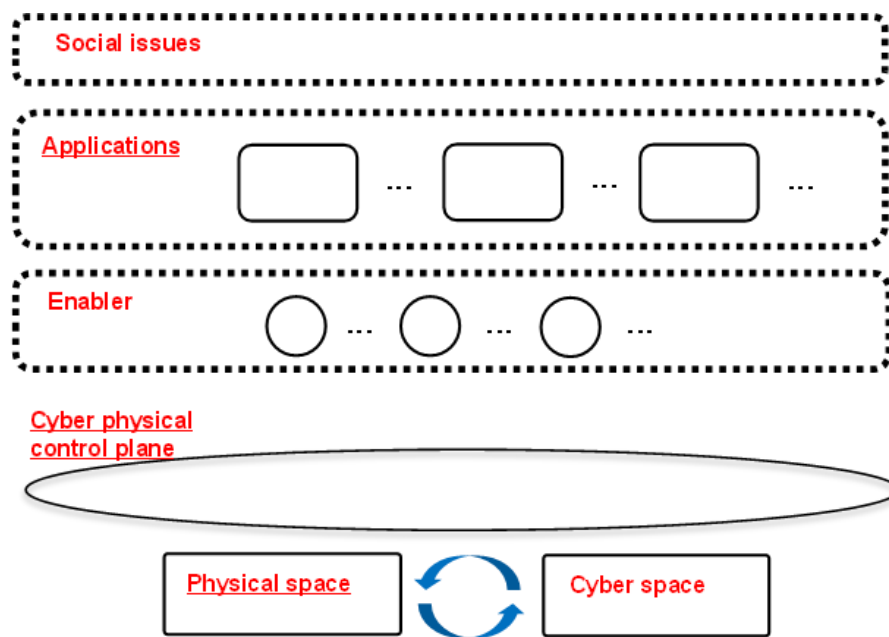 Social issues
Applications
... ... ...
Enabler
... ... ...
Cyber physical
control plane
Physical space
Cyber space